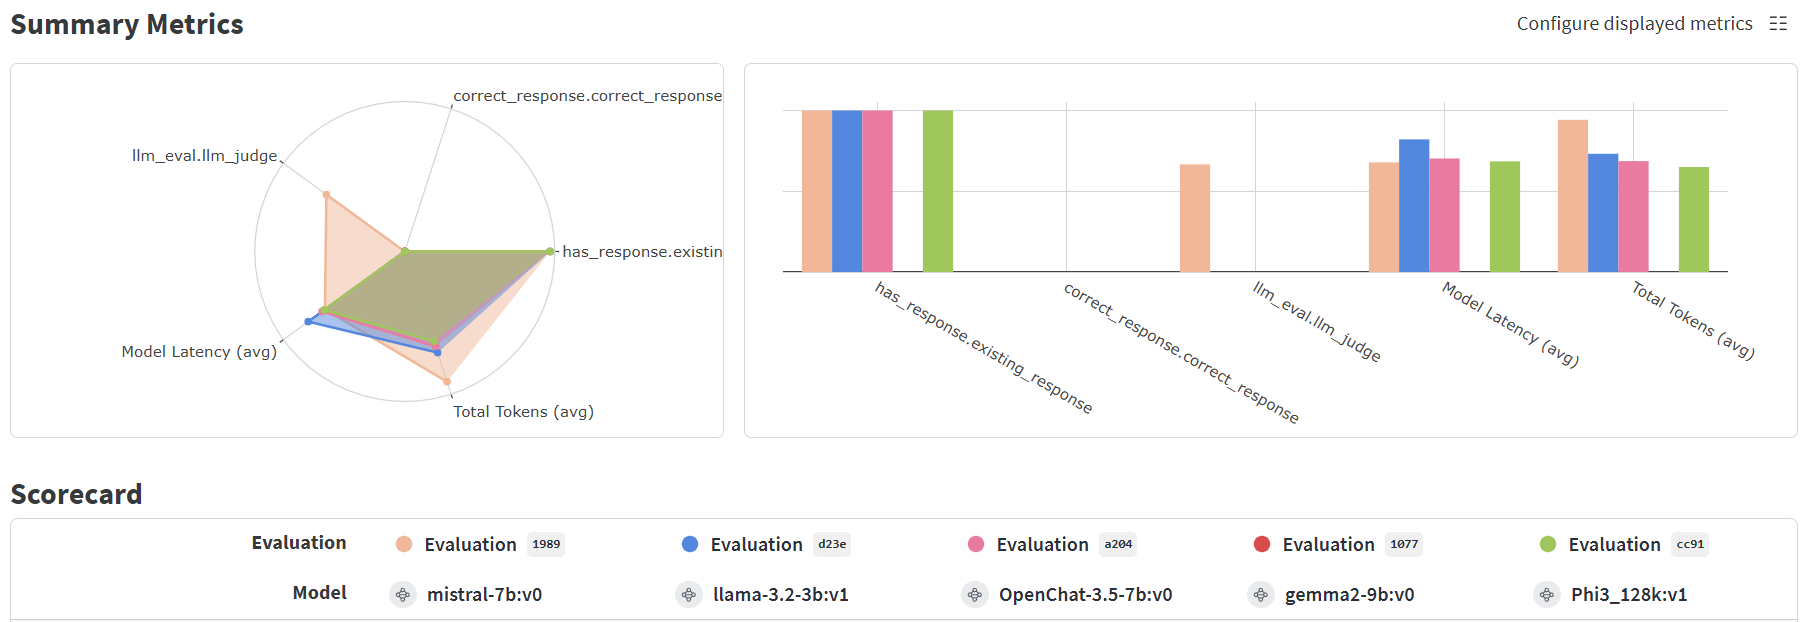 Summary Metrics
Configure displayed metrics
correct_response.correct_response
llm_eval.llm_judge
has_response.existin
Model Latency (avg)
Total Tokens (avg)
has_response.existing_response
correct_response.correct_response
llm_eval.llm_judge
Model Latency (avg)
Total Tokens (avg)
Scorecard
Evaluation Evaluation 1989 Evaluation d23e Evaluation a204 Evaluation 1077 Evaluation cc91
Model mistral-7b:v0 llama-3.2-3b:v1 OpenChat-3.5-7b:v0 gemma2-9b:v0 Phi3_128k:v1